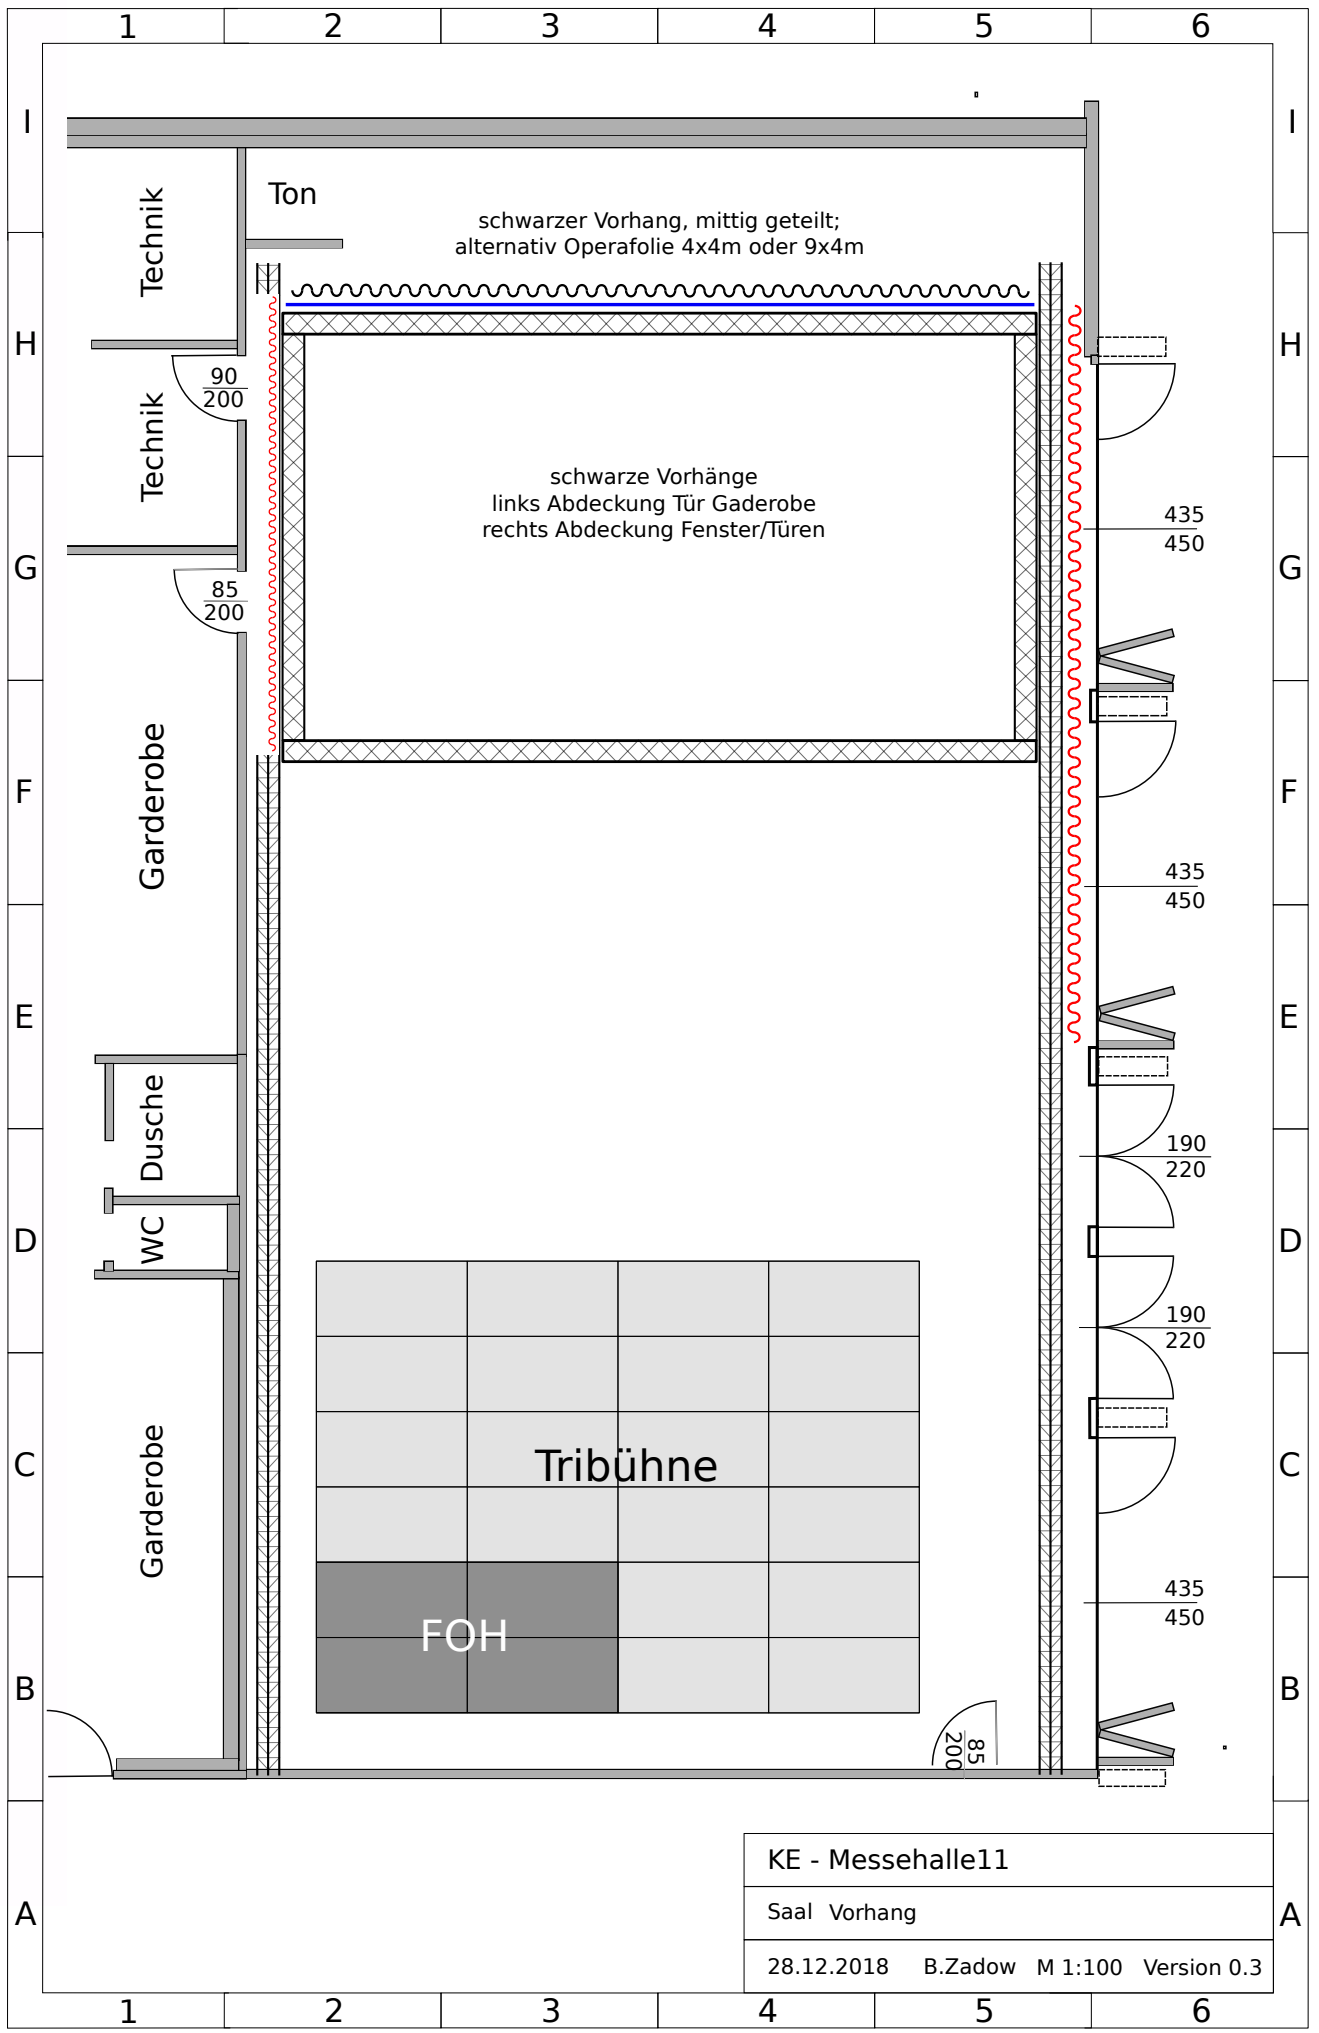 1 2 3 4 5 6
I I
Technik
Ton
schwarzer Vorhang, mittig geteilt;
alternativ Operafolie 4x4m oder 9x4m
H H
90
200
Technik
schwarze Vorhänge
links Abdeckung Tür Gaderobe
rechts Abdeckung Fenster/Türen
435
450
G G
85
200
Garderobe
F F
435
450
E E
Dusche
190
220
WC
D D
190
220
Garderobe
Tribühne
C C
435
450
FOH
B B
85
200
KE - Messehalle11
Saal Vorhang
A A
28.12.2018 B.Zadow M 1:100 Version 0.3
1 2 3 4 5 6